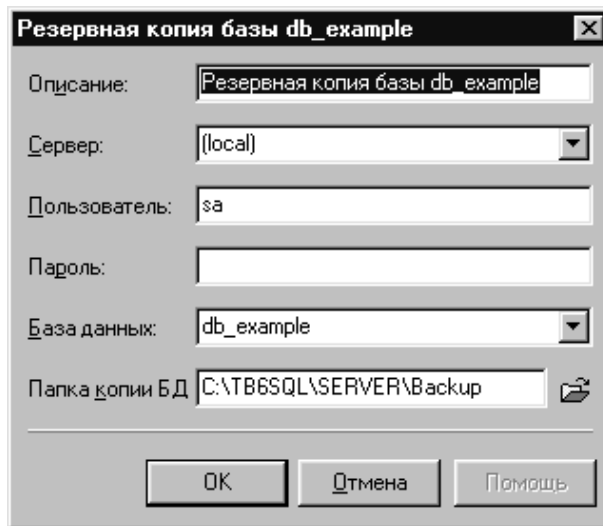 Резервная копия базы db_example
Описание: Резервная копия базы db_example
Сервер: (local)
Пользователь: sa
Пароль:
База данных: db_example
Папка копии БД C:\TB6SQL\SERVER\Backup
OK Отмена Помощь